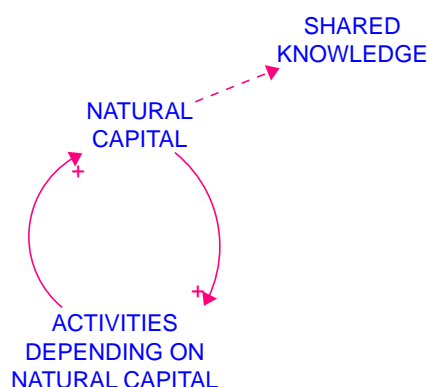 SHARED
KNOWLEDGE
NATURAL
CAPITAL
+
+
ACTIVITIES
DEPENDING ON
NATURAL CAPITAL